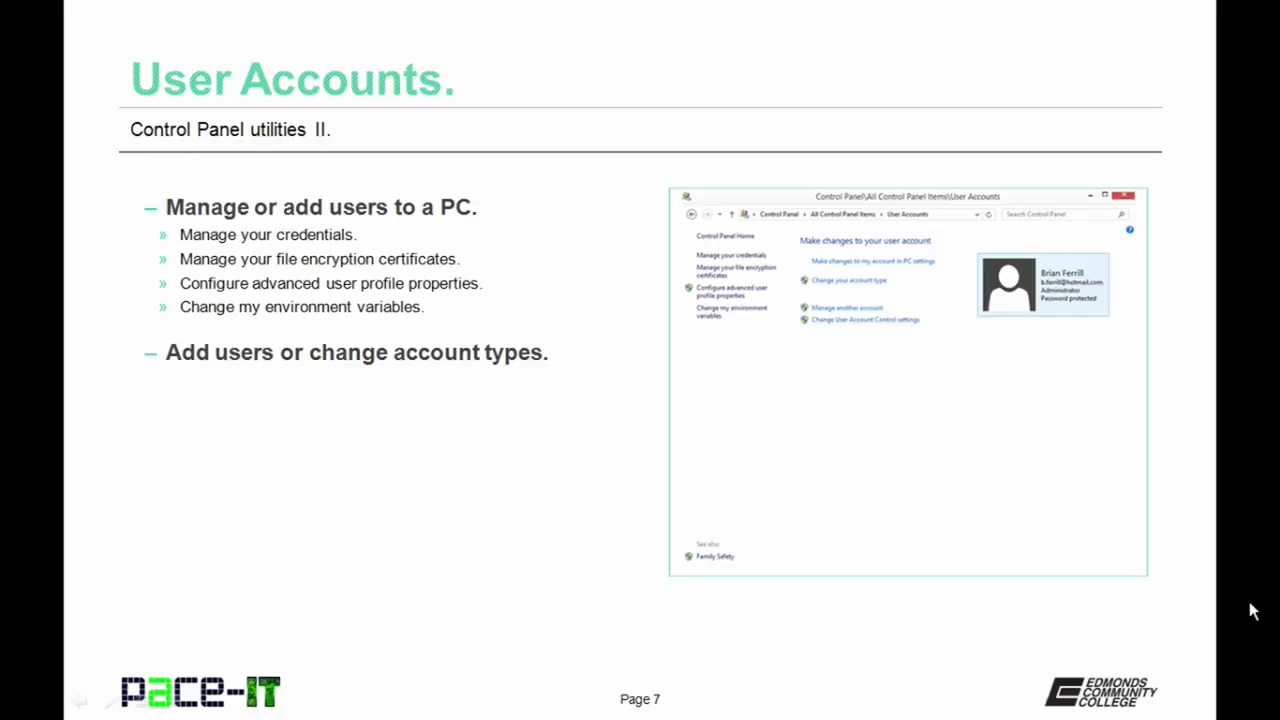 User Accounts.
Control Panel utilities II.
– Manage or add users to a PC.
» Manage your credentials.
» Manage your file encryption certificates.
» Configure advanced user profile properties.
» Change my environment variables.
– Add users or change account types.
Control Panel\All Control Panel Items\User Accounts
Control Panel › All Control Panel Items › User Accounts
Search Control Panel
Control Panel Home
Manage your credentials
Manage your file encryption
certificates
Configure advanced user
profile properties
Change my environment
variables
Make changes to your user account
Make changes to my account in PC settings
Change your account type
Manage another account
Change User Account Control settings
Brian Ferrill
b.ferrill@hotmail.com
Administrator
Password protected
See also
Family Safety
pace-IT
Page 7
EDMONDS
COMMUNITY
COLLEGE